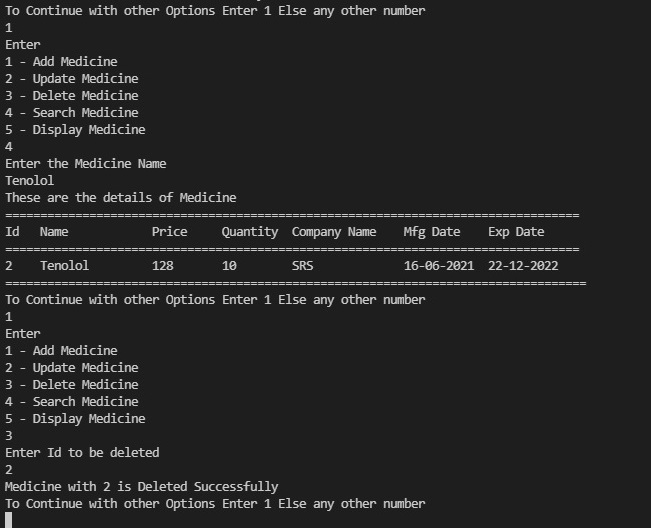 To Continue with other Options Enter 1 Else any other number
1
Enter
1 - Add Medicine
2 - Update Medicine
3 - Delete Medicine
4 - Search Medicine
5 - Display Medicine
4
Enter the Medicine Name
Tenolol
These are the details of Medicine
==================================================================================
Id   Name            Price     Quantity  Company Name    Mfg Date    Exp Date
==================================================================================
2    Tenolol         128       10        SRS             16-06-2021  22-12-2022
===================================================================================
To Continue with other Options Enter 1 Else any other number
1
Enter
1 - Add Medicine
2 - Update Medicine
3 - Delete Medicine
4 - Search Medicine
5 - Display Medicine
3
Enter Id to be deleted
2
Medicine with 2 is Deleted Successfully
To Continue with other Options Enter 1 Else any other number